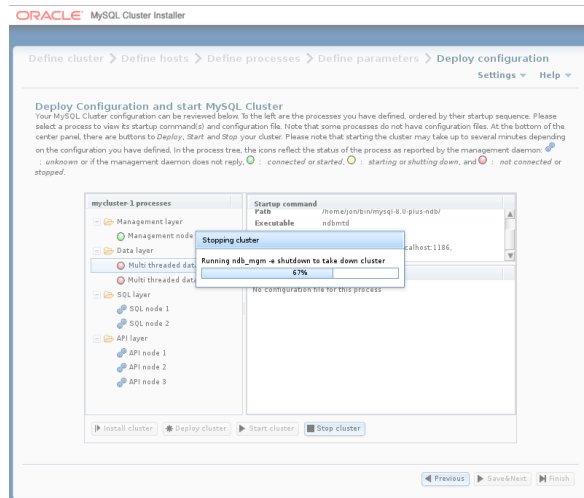 ORACLE MySQL Cluster Installer
Define cluster > Define hosts > Define processes > Define parameters > Deploy configuration
Settings Help
Deploy Configuration and start MySQL Cluster
Your MySQL Cluster configuration can be reviewed below. To the left are the processes you have defined, ordered by their startup sequence. Please
select a process to view its startup command(s) and configuration file. Note that some processes do not have configuration files. At the bottom of the
center panel, there are buttons to Deploy, Start and Stop your cluster. Please note that starting the cluster may take up to several minutes depending
on the configuration you have defined. In the process tree, the icons reflect the status of the process as reported by the management daemon:
: unknown or if the management daemon does not reply, : connected or started, : starting or shutting down, and : not connected or
stopped.
mycluster-1 processes
Startup command
Path /home/jon/bin/mysql-8.0-plus-ndb/
Management layer
Executable ndbmtd
Management node
Stopping cluster
Data layer
calhost:1186,
Multi threaded dat
Running ndb_mgm -e shutdown to take down cluster
67%
Multi threaded dat
No configuration file for this process
SQL layer
SQL node 1
SQL node 2
API layer
API node 1
API node 2
API node 3
Install cluster Deploy cluster Start cluster Stop cluster
Previous Save&Next Finish